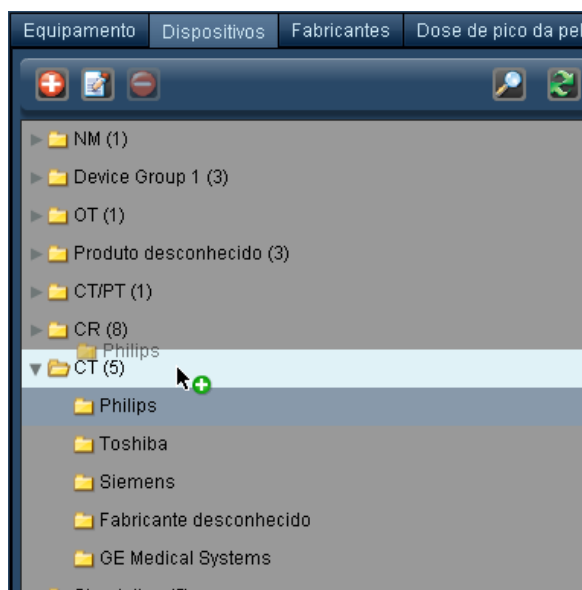 Equipamento Dispositivos Fabricantes Dose de pico da pel
NM (1)
Device Group 1 (3)
OT (1)
Produto desconhecido (3)
CT/PT (1)
CR (8)
Philips
CT (5)
Philips
Toshiba
Siemens
Fabricante desconhecido
GE Medical Systems